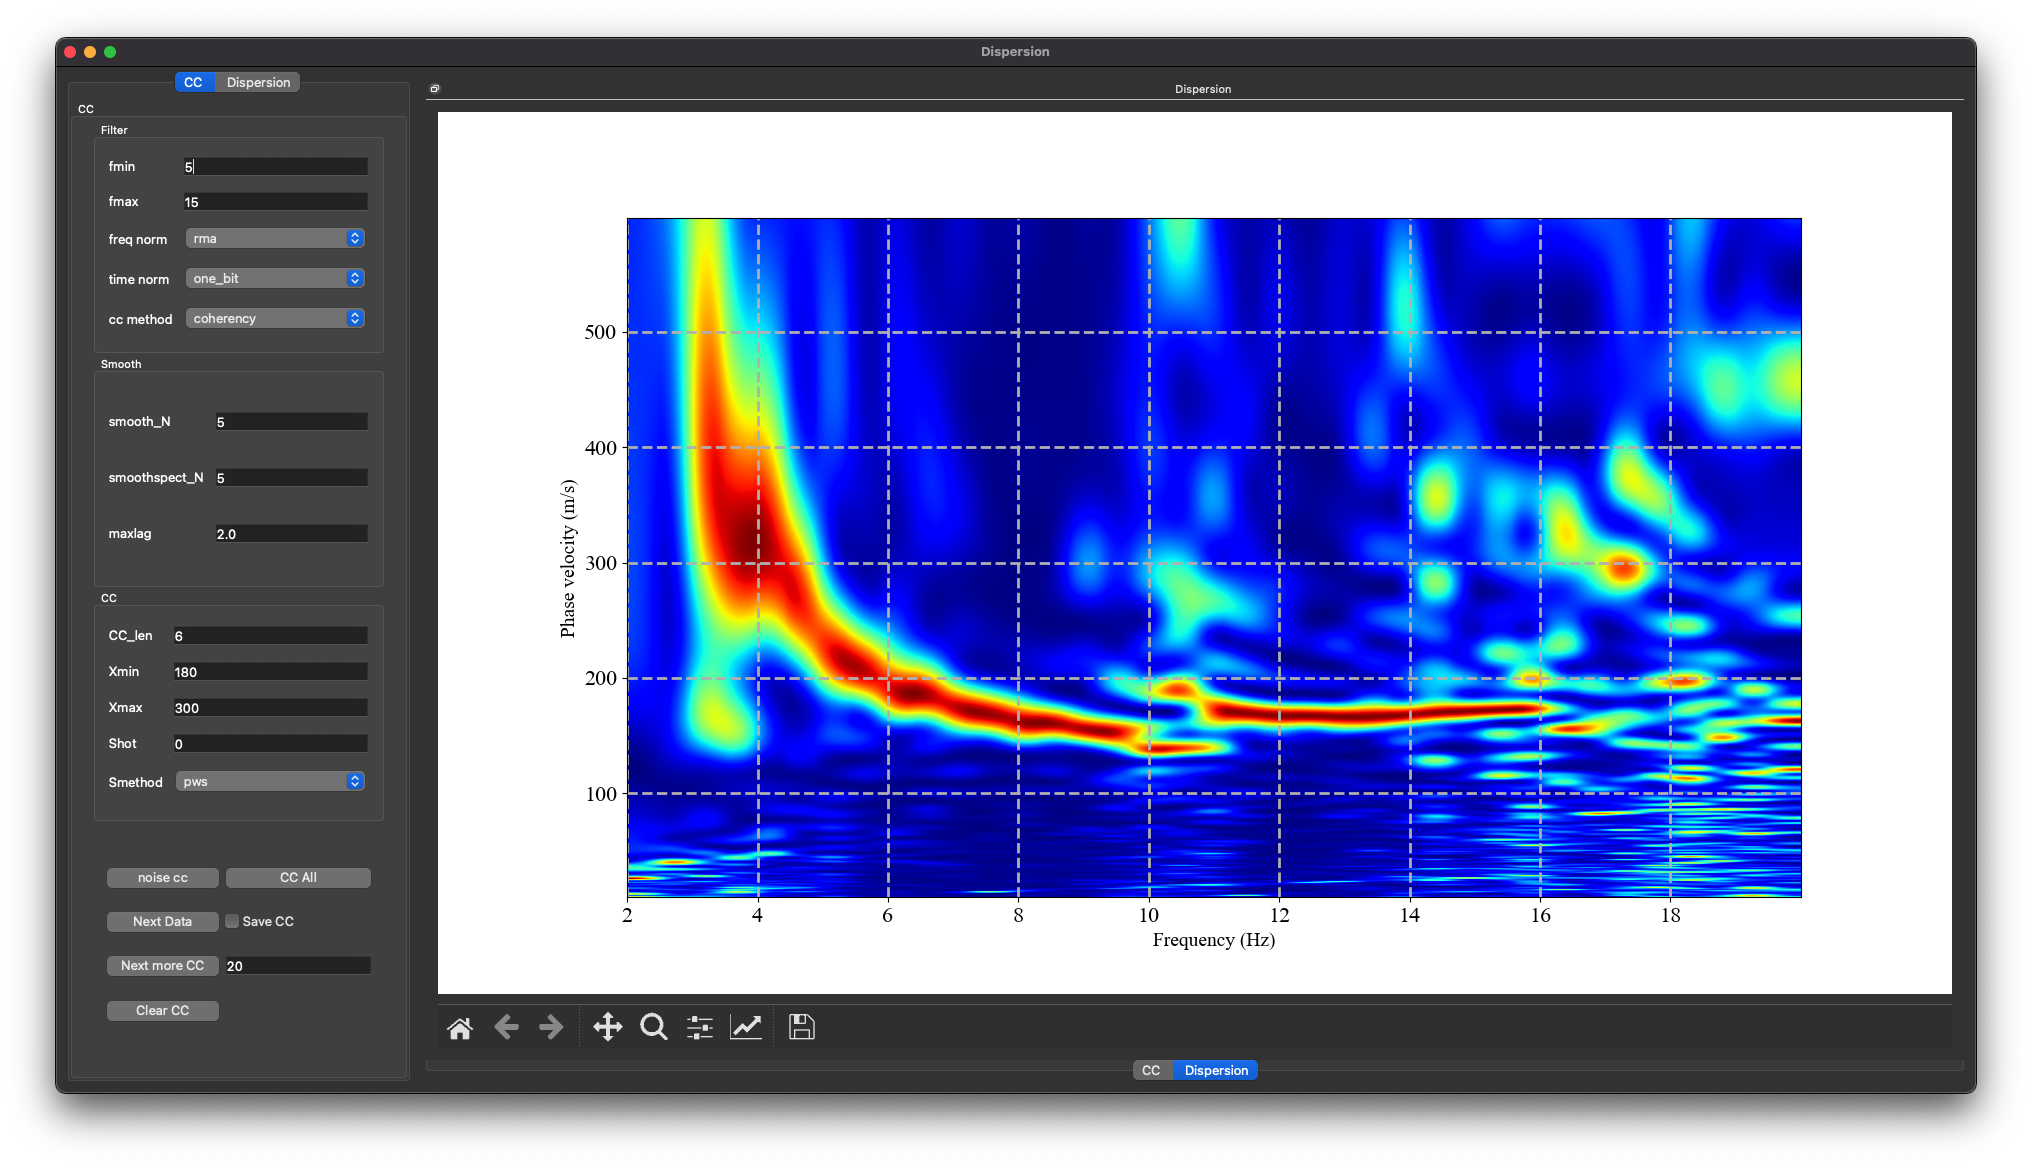 Dispersion
CC Dispersion
CC
Filter
fmin 5
fmax 15
freq norm rma
time norm one_bit
cc method coherency
Smooth
smooth_N 5
smoothspect_N 5
maxlag 2.0
CC
CC_len 6
Xmin 180
Xmax 300
Shot 0
Smethod pws
noise cc CC All
Next Data Save CC
Next more CC 20
Clear CC
Dispersion
500
400
300
200
100
Phase velocity (m/s)
2 4 6 8 10 12 14 16 18
Frequency (Hz)
CC Dispersion